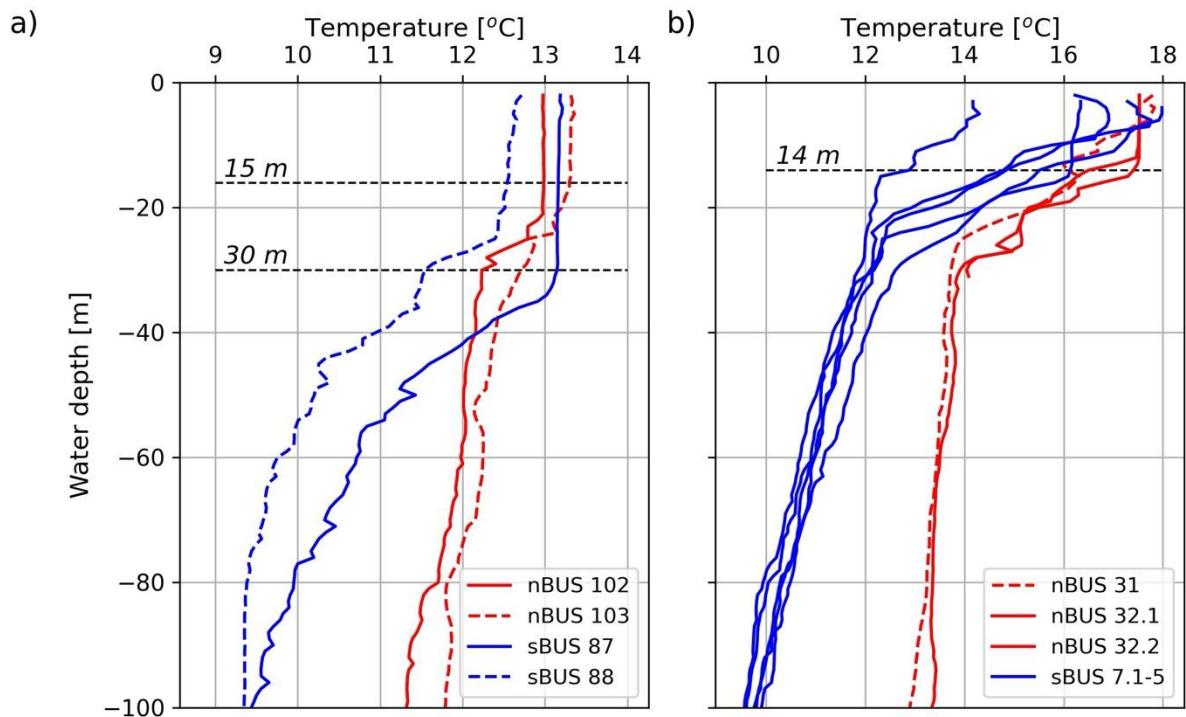 a)
Temperature [°C]
9 10 11 12 13 14
0
−20
−40
−60
−80
−100
Water depth [m]
15 m
30 m
nBUS 102
nBUS 103
sBUS 87
sBUS 88
b)
Temperature [°C]
10 12 14 16 18
14 m
nBUS 31
nBUS 32.1
nBUS 32.2
sBUS 7.1-5